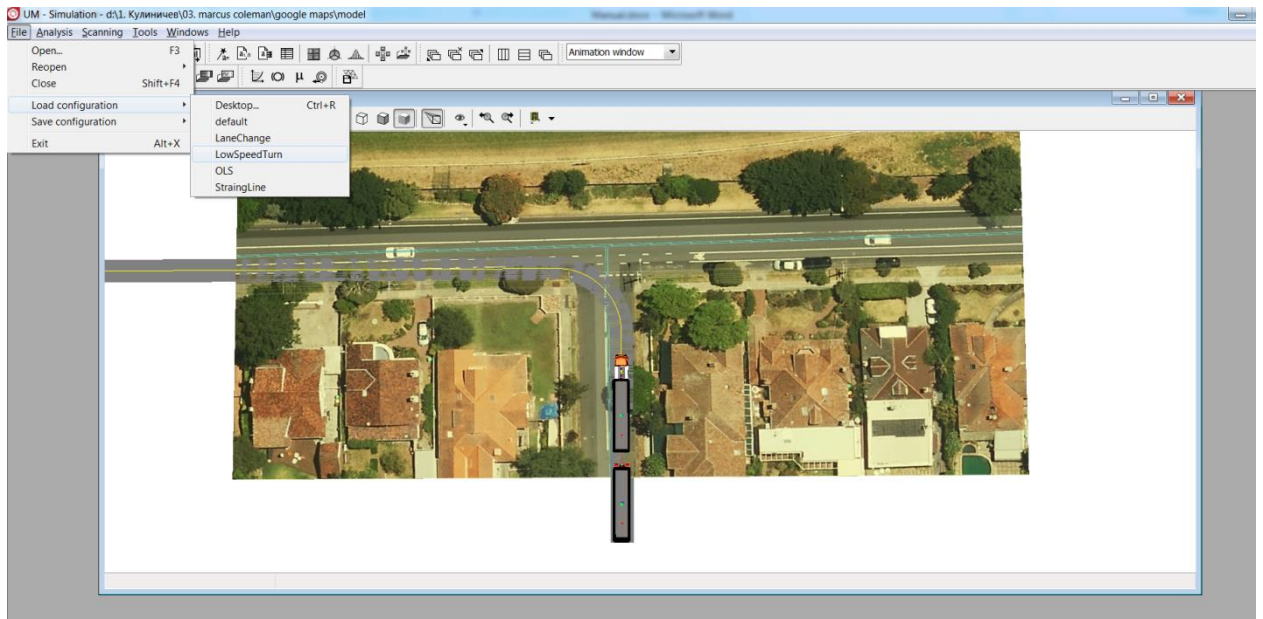 UM - Simulation - d:\1. Кулиничев\03. marcus coleman\google maps\model
File Analysis Scanning Tools Windows Help
Open... F3
Reopen
Close Shift+F4
Load configuration
Save configuration
Exit Alt+X
Desktop... Ctrl+R
default
LaneChange
LowSpeedTurn
OLS
StraingLine
Animation window